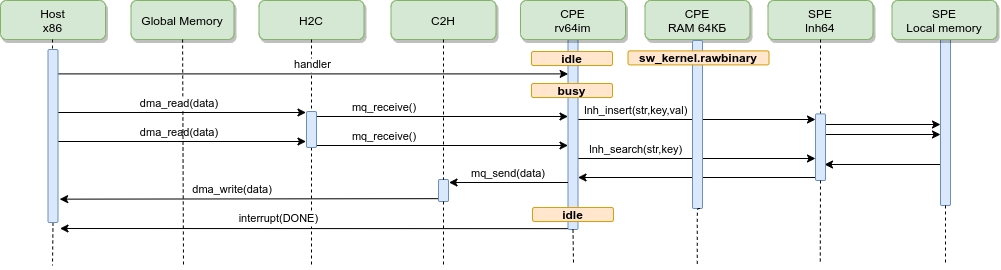 Host
x86
Global Memory
H2C
C2H
CPE
rv64im
CPE
RAM 64КБ
SPE
lnh64
SPE
Local memory
idle
sw_kernel.rawbinary
handler
busy
dma_read(data)
mq_receive()
lnh_insert(str,key,val)
dma_read(data)
mq_receive()
lnh_search(str,key)
mq_send(data)
dma_write(data)
idle
interrupt(DONE)